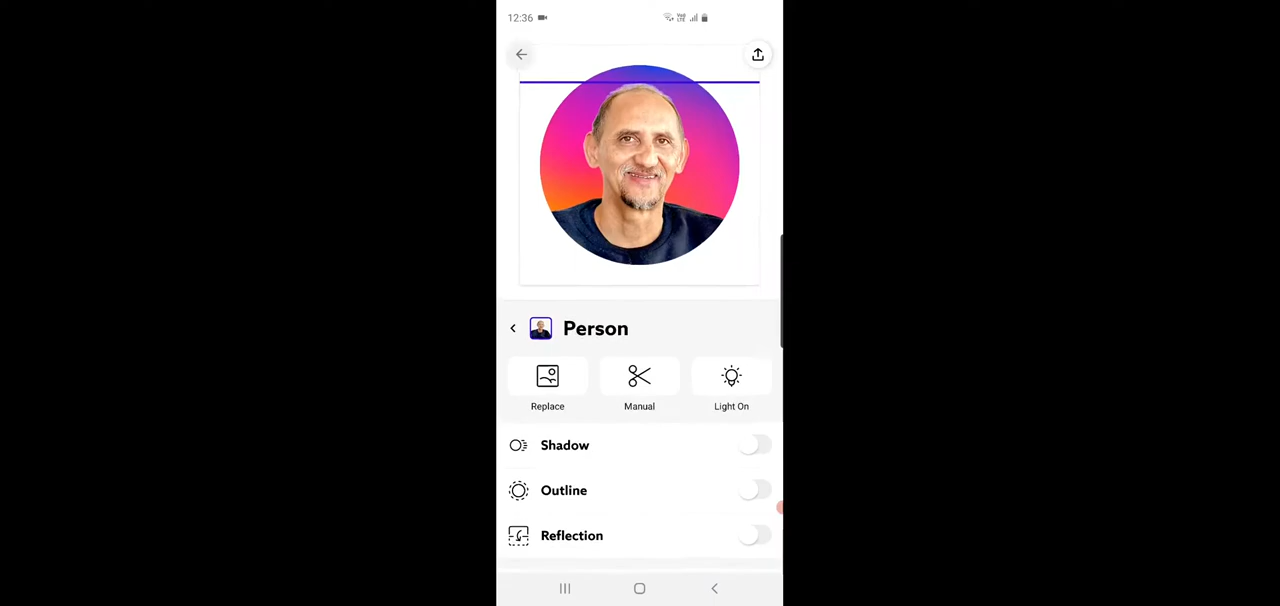 12:36
Person
Replace
Manual
Light On
Shadow
Outline
Reflection